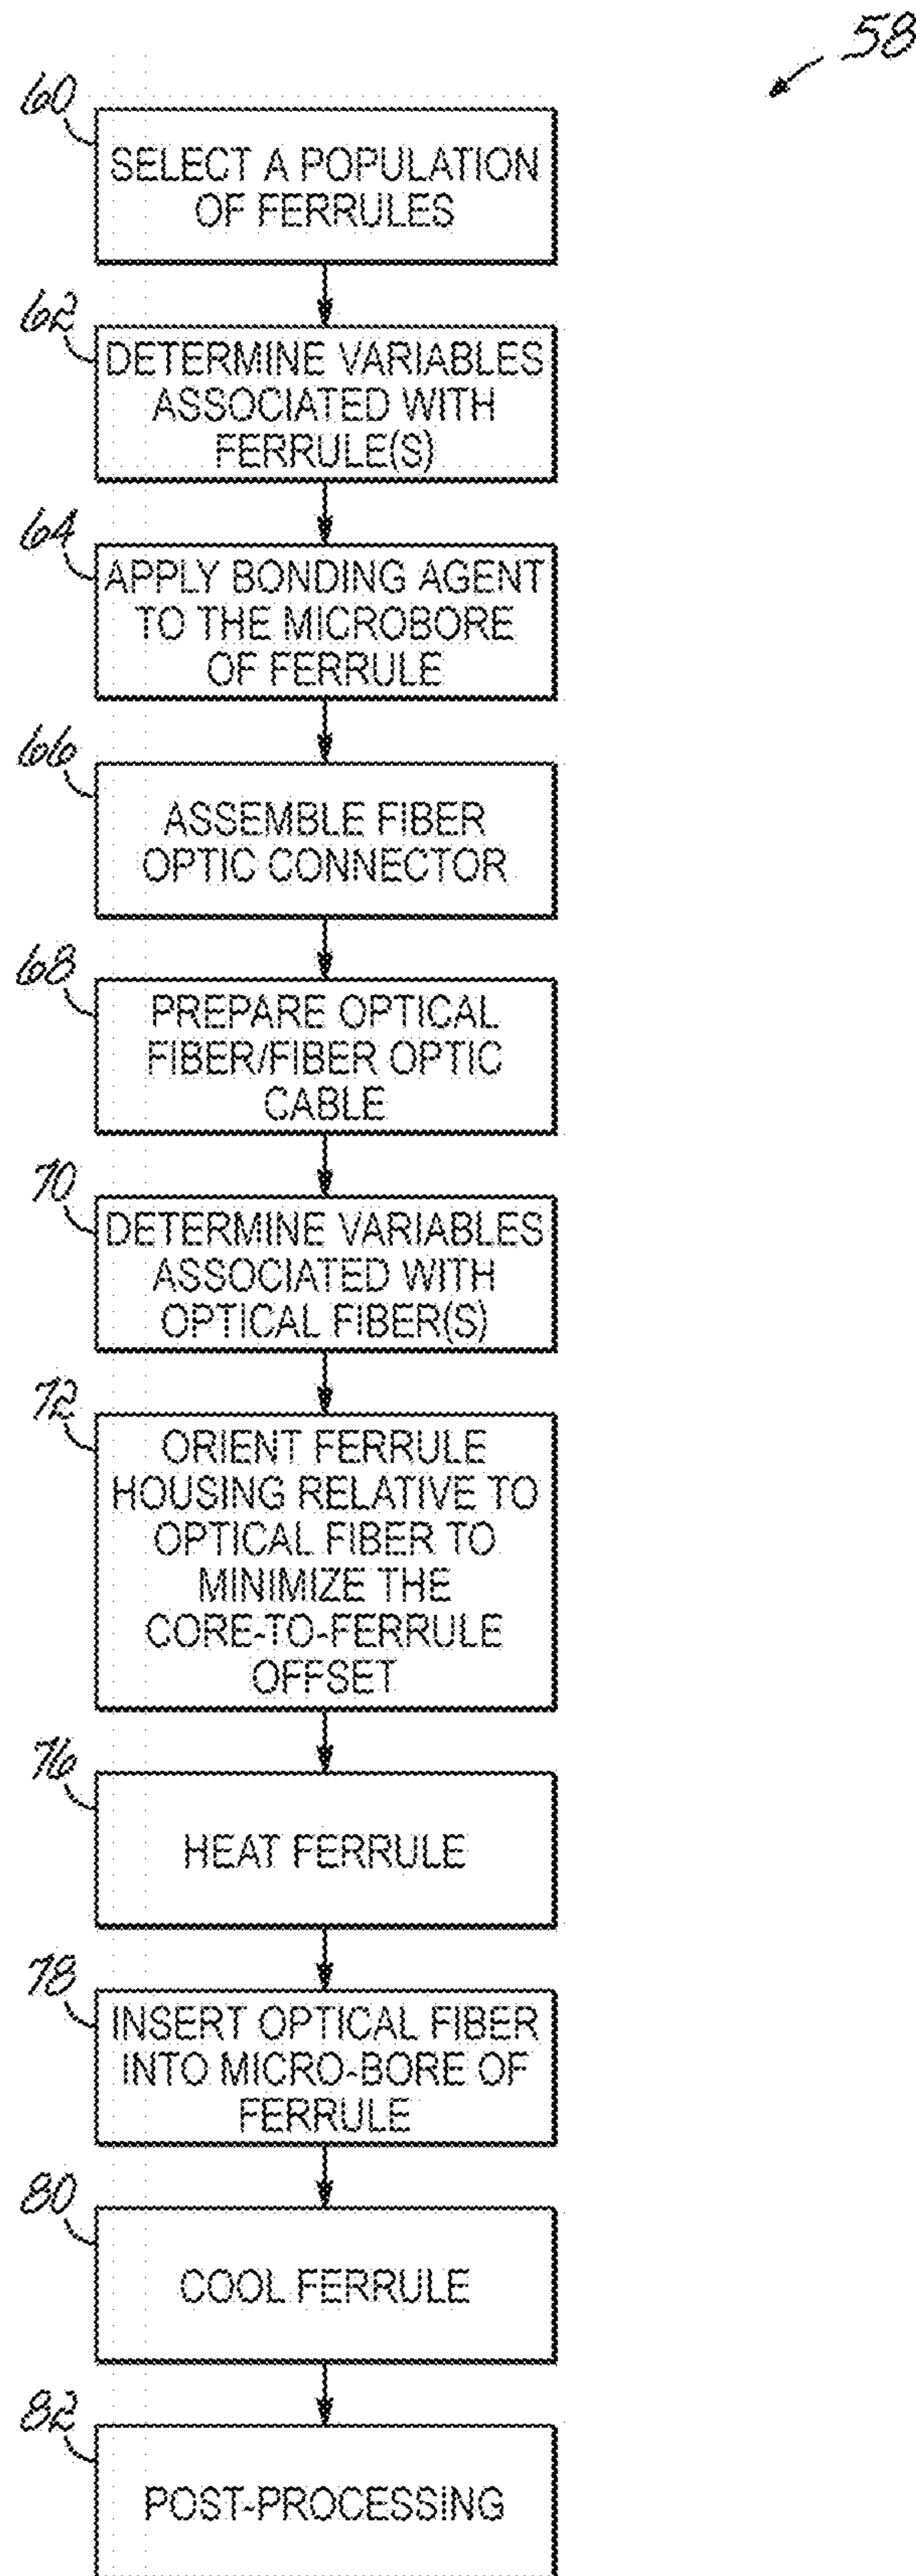 58
60
SELECT A POPULATION
OF FERRULES
62
DETERMINE VARIABLES
ASSOCIATED WITH
FERRULE(S)
64
APPLY BONDING AGENT
TO THE MICROBORE
OF FERRULE
66
ASSEMBLE FIBER
OPTIC CONNECTOR
68
PREPARE OPTICAL
FIBER/FIBER OPTIC
CABLE
70
DETERMINE VARIABLES
ASSOCIATED WITH
OPTICAL FIBER(S)
72
ORIENT FERRULE
HOUSING RELATIVE TO
OPTICAL FIBER TO
MINIMIZE THE
CORE-TO-FERRULE
OFFSET
76
HEAT FERRULE
78
INSERT OPTICAL FIBER
INTO MICRO-BORE OF
FERRULE
80
COOL FERRULE
82
POST-PROCESSING